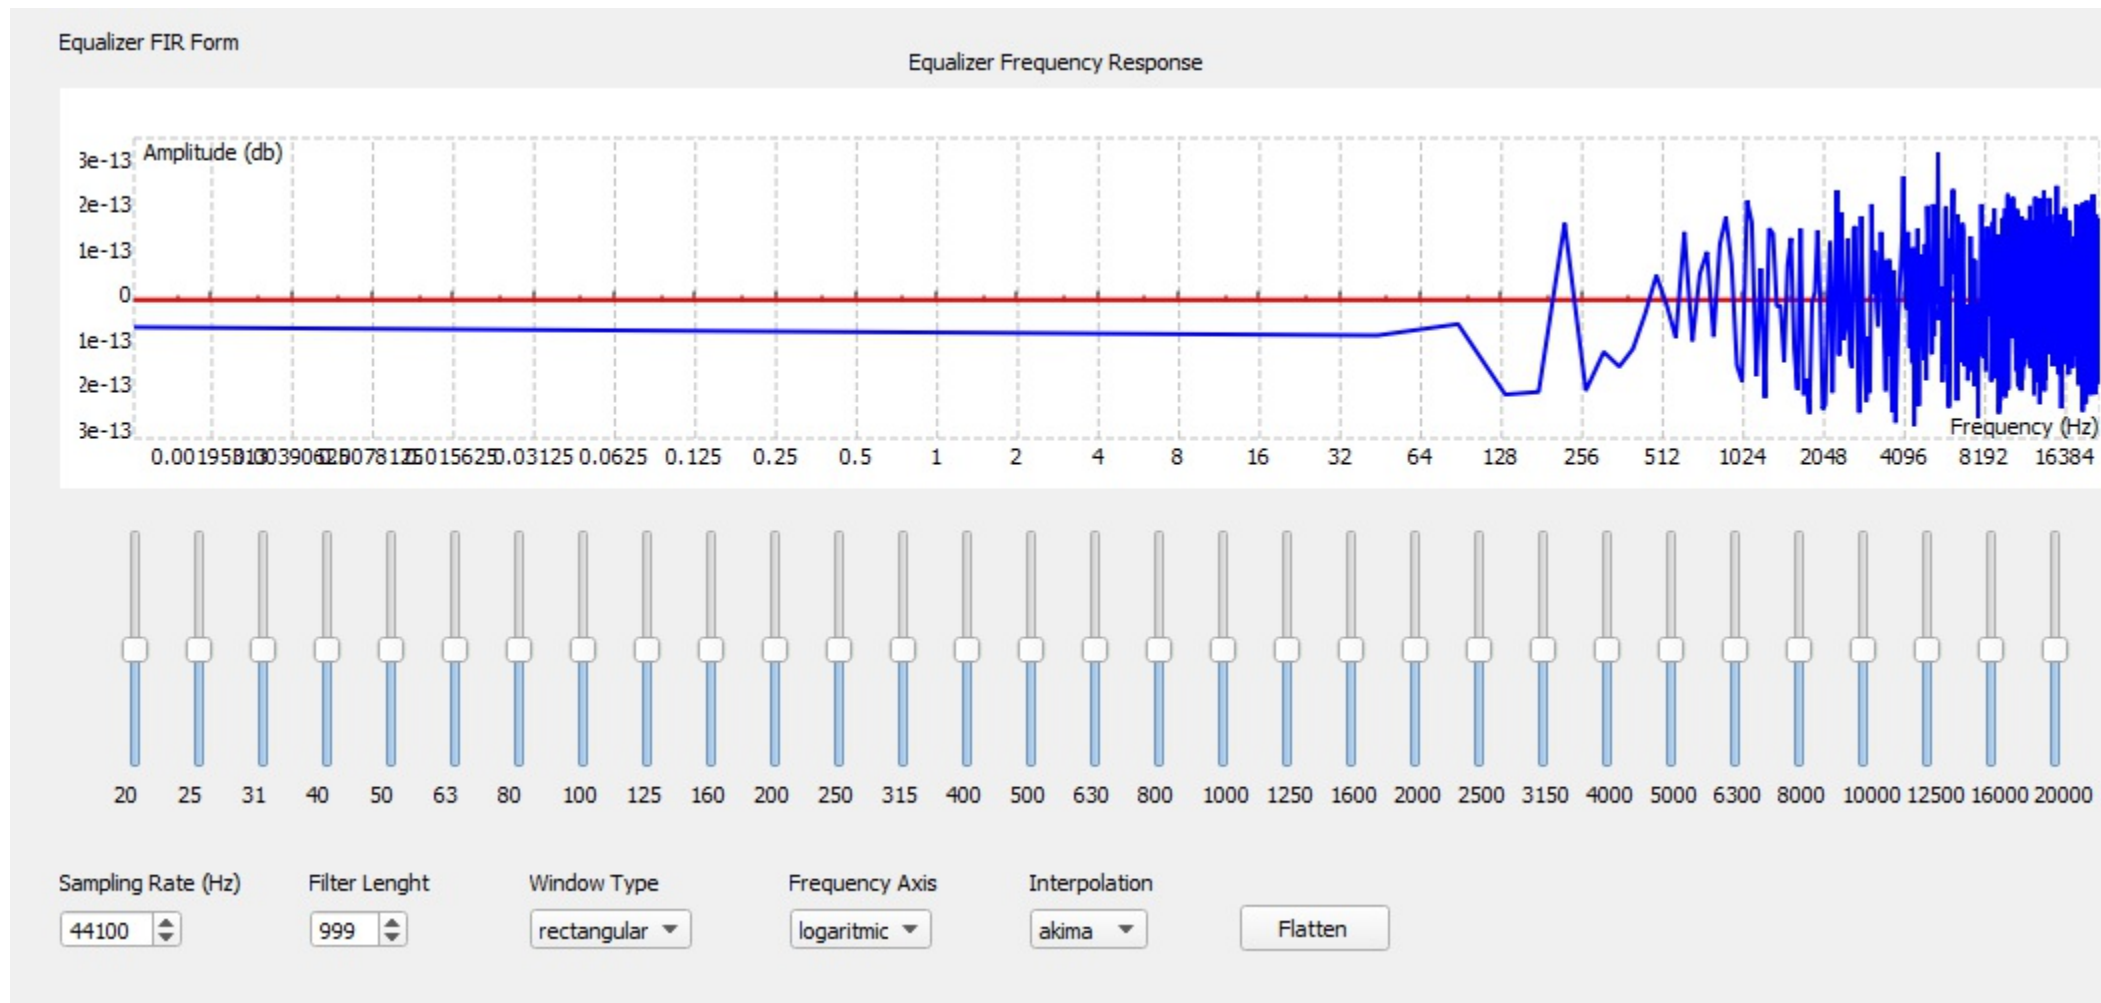 Equalizer FIR Form
Equalizer Frequency Response
Amplitude (db)
3e-13
2e-13
1e-13
0
1e-13
2e-13
3e-13
Frequency (Hz)
0.03125 0.0625 0.125 0.25 0.5 1 2 4 8 16 32 64 128 256 512 1024 2048 4096 8192 16384
20 25 31 40 50 63 80 100 125 160 200 250 315 400 500 630 800 1000 1250 1600 2000 2500 3150 4000 5000 6300 8000 10000 12500 16000 20000
Sampling Rate (Hz) Filter Lenght Window Type Frequency Axis Interpolation
44100 999 rectangular logaritmic akima Flatten